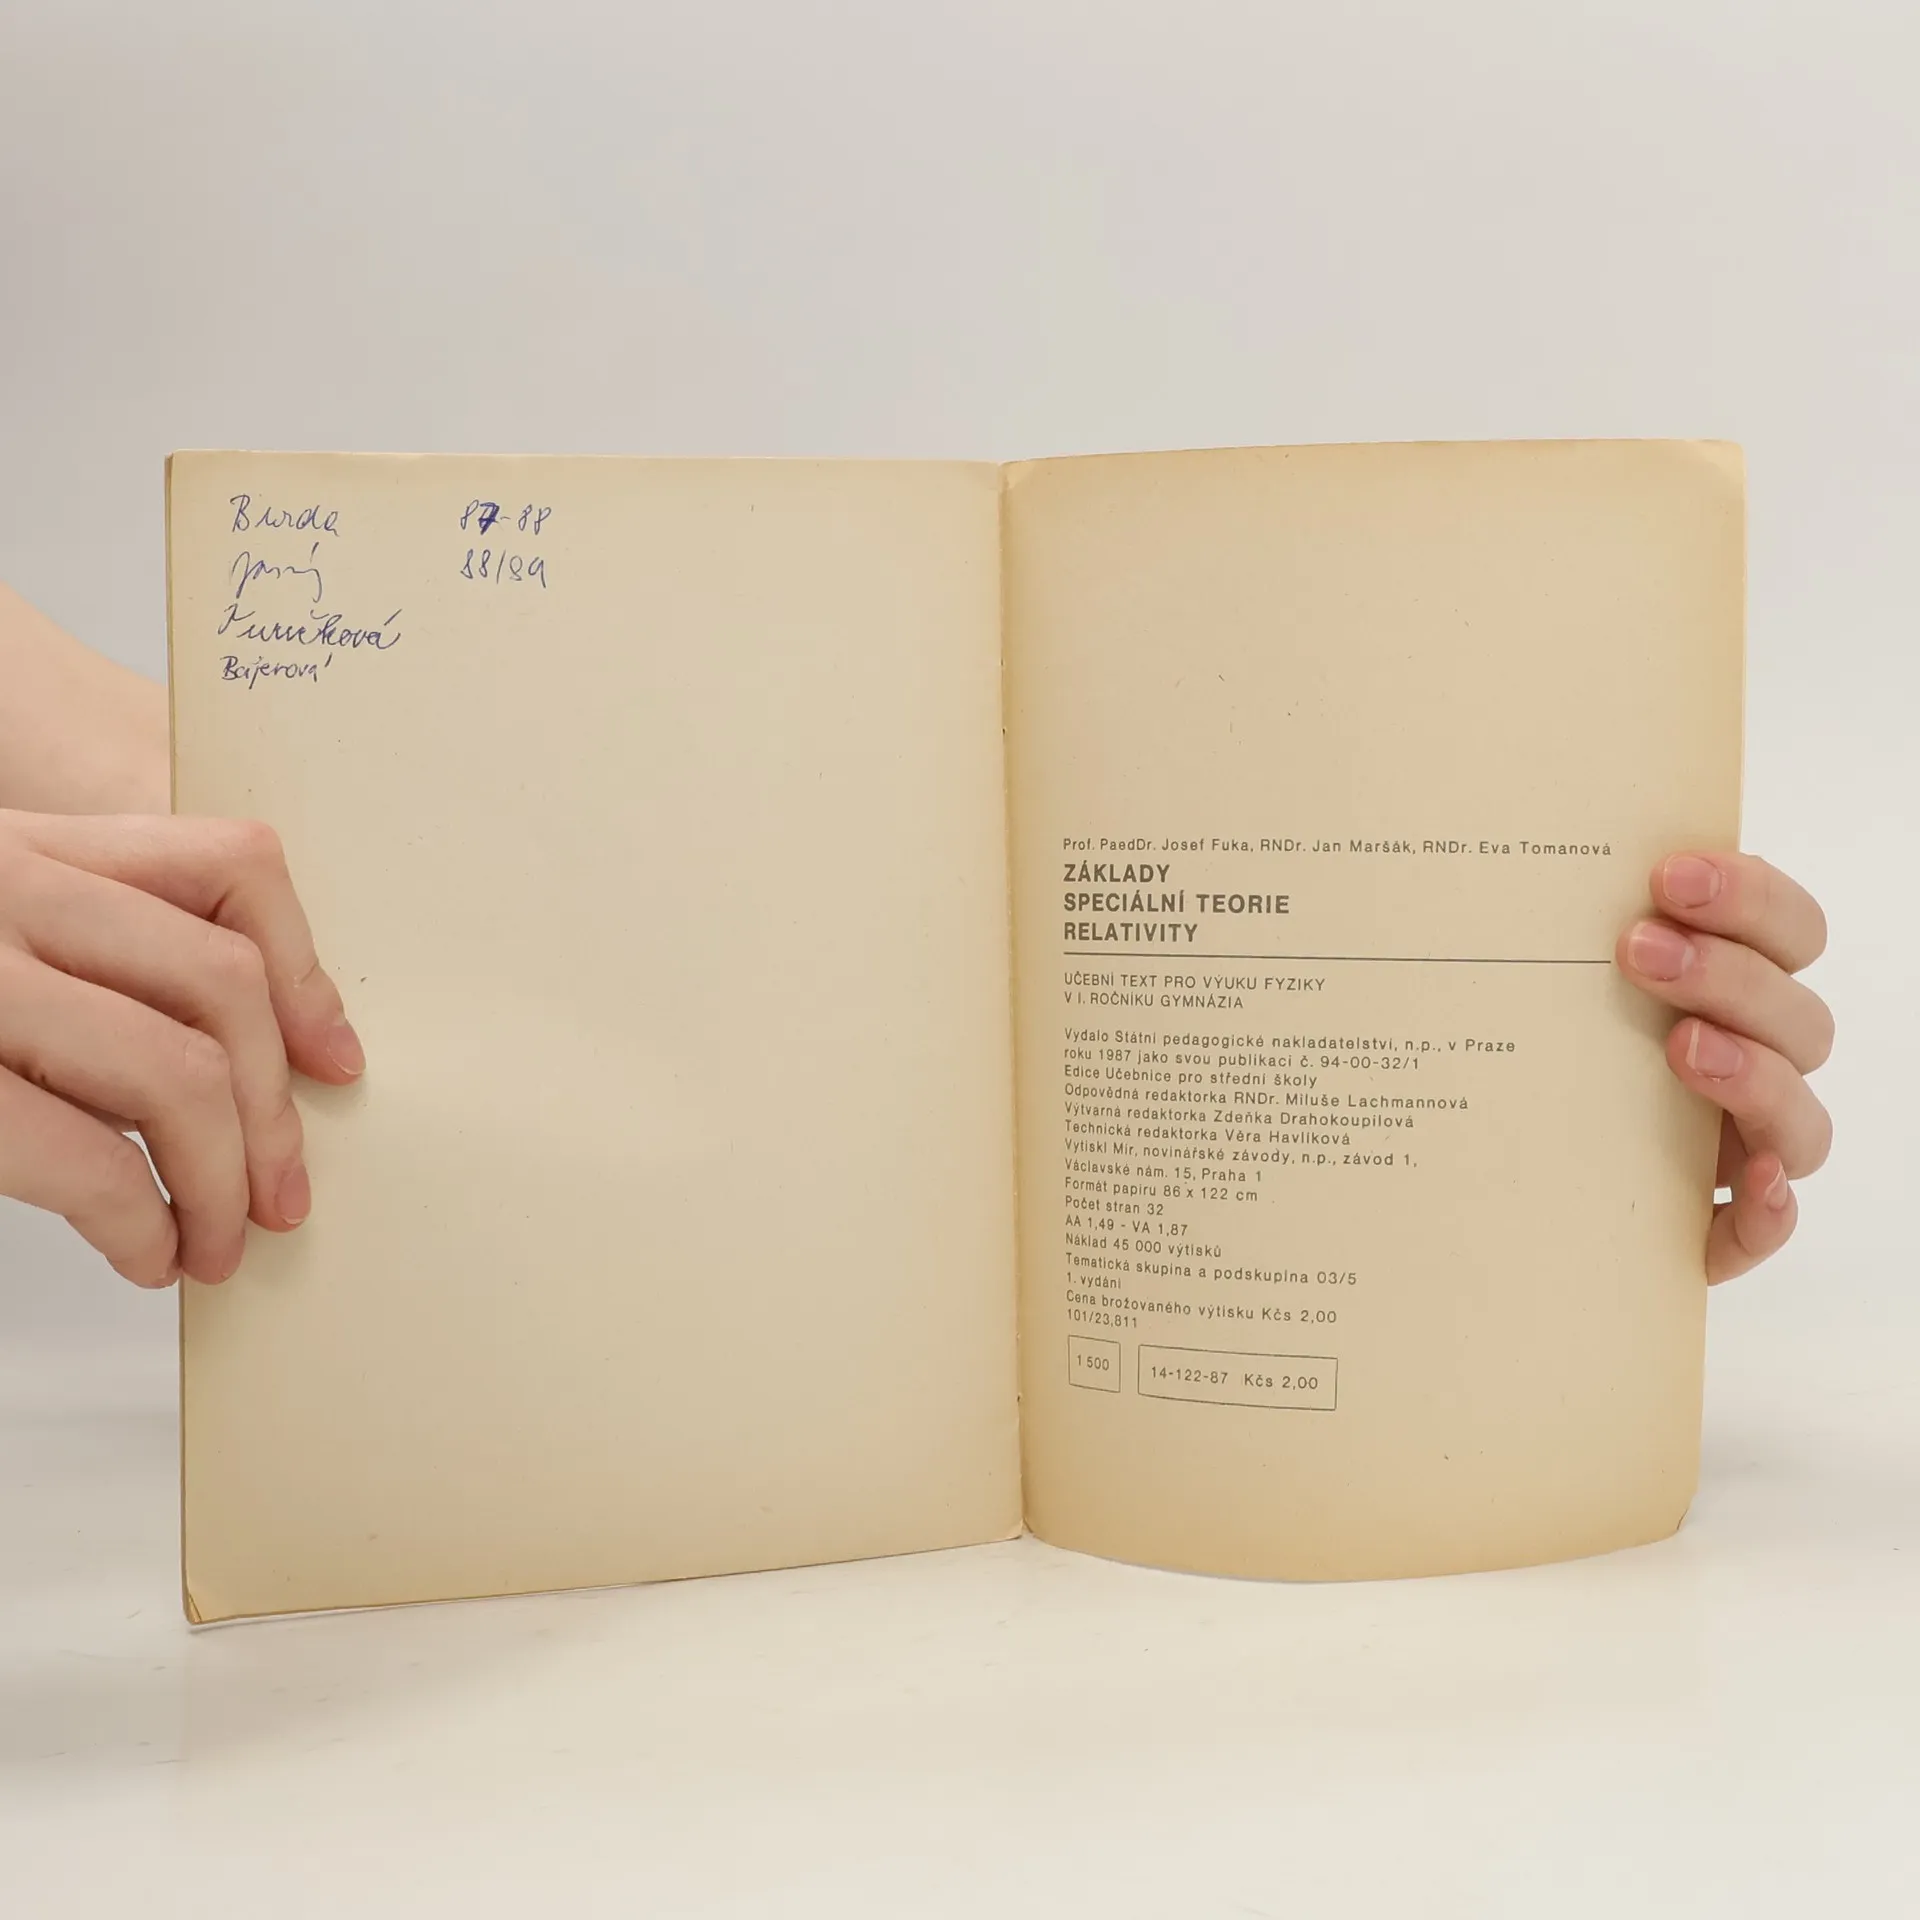 Burda 87-88
Jasný 88/89
Bajerová
Prof. PaedDr. Josef Fuka, RNDr. Jan Maršák, RNDr. Eva Tomanová
ZÁKLADY
SPECIÁLNÍ TEORIE
RELATIVITY
UČEBNÍ TEXT PRO VÝUKU FYZIKY
V I. ROČNÍKU GYMNÁZIA
Vydalo Státní pedagogické nakladatelství, n.p., v Praze
roku 1987 jako svou publikaci č. 94-00-32/1
Edice Učebnice pro střední školy
Odpovědná redaktorka RNDr. Miluše Lachmannová
Výtvarná redaktorka Zdeňka Drahokoupilová
Technická redaktorka Věra Havlíková
Vytiskl Mír, novinářské závody, n.p., závod 1,
Václavské nám. 15, Praha 1
Formát papíru 86 x 122 cm
Počet stran 32
AA 1,49 - VA 1,87
Náklad 45 000 výtisků
Tematická skupina a podskupina 03/5
1. vydání
Cena brožovaného výtisku Kčs 2,00
101/23,811
1 500
14-122-87 Kčs 2,00